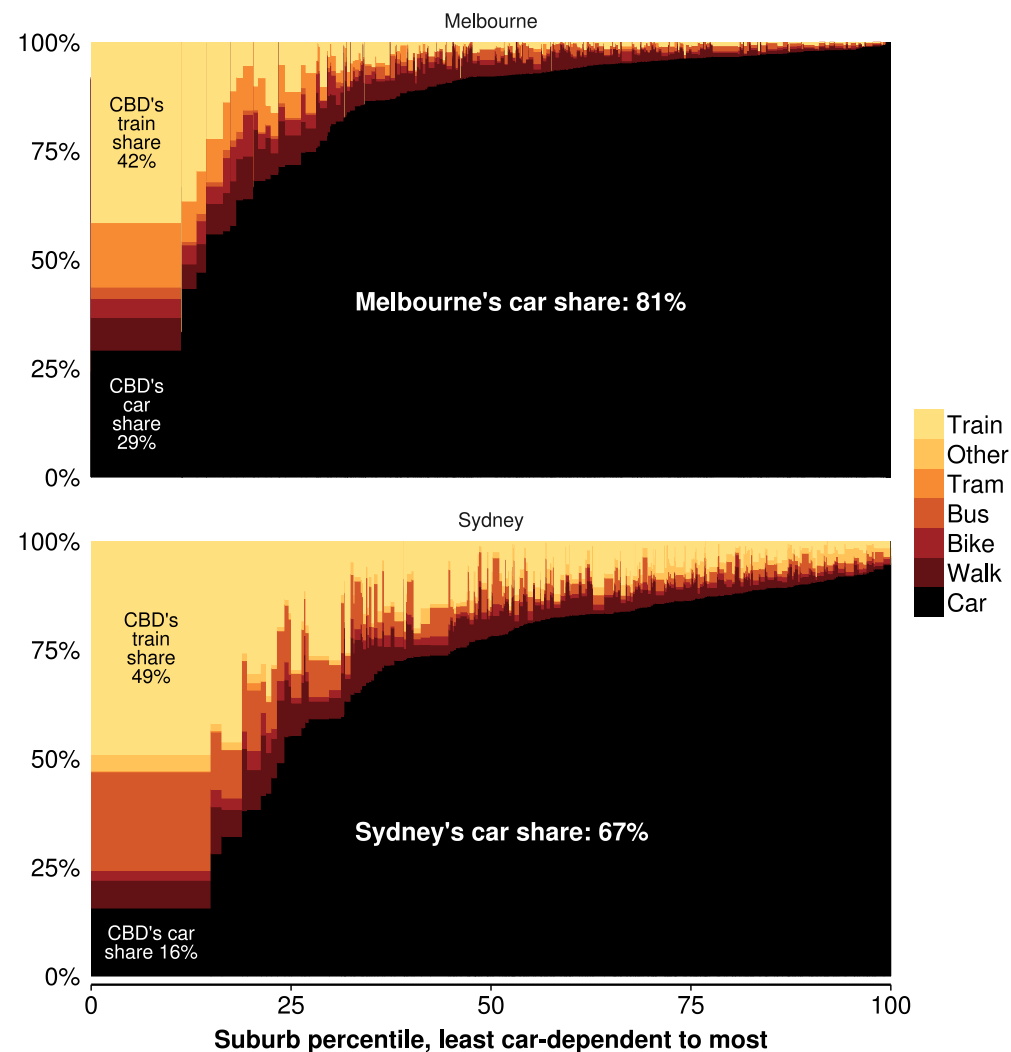 Melbourne
100%
75%
50%
25%
0%
CBD's
train
share
42%
Melbourne's car share: 81%
CBD's
car
share
29%
Train
Other
Tram
Bus
Bike
Walk
Car
Sydney
100%
75%
50%
25%
0%
CBD's
train
share
49%
Sydney's car share: 67%
CBD's car
share 16%
0 25 50 75 100
Suburb percentile, least car-dependent to most